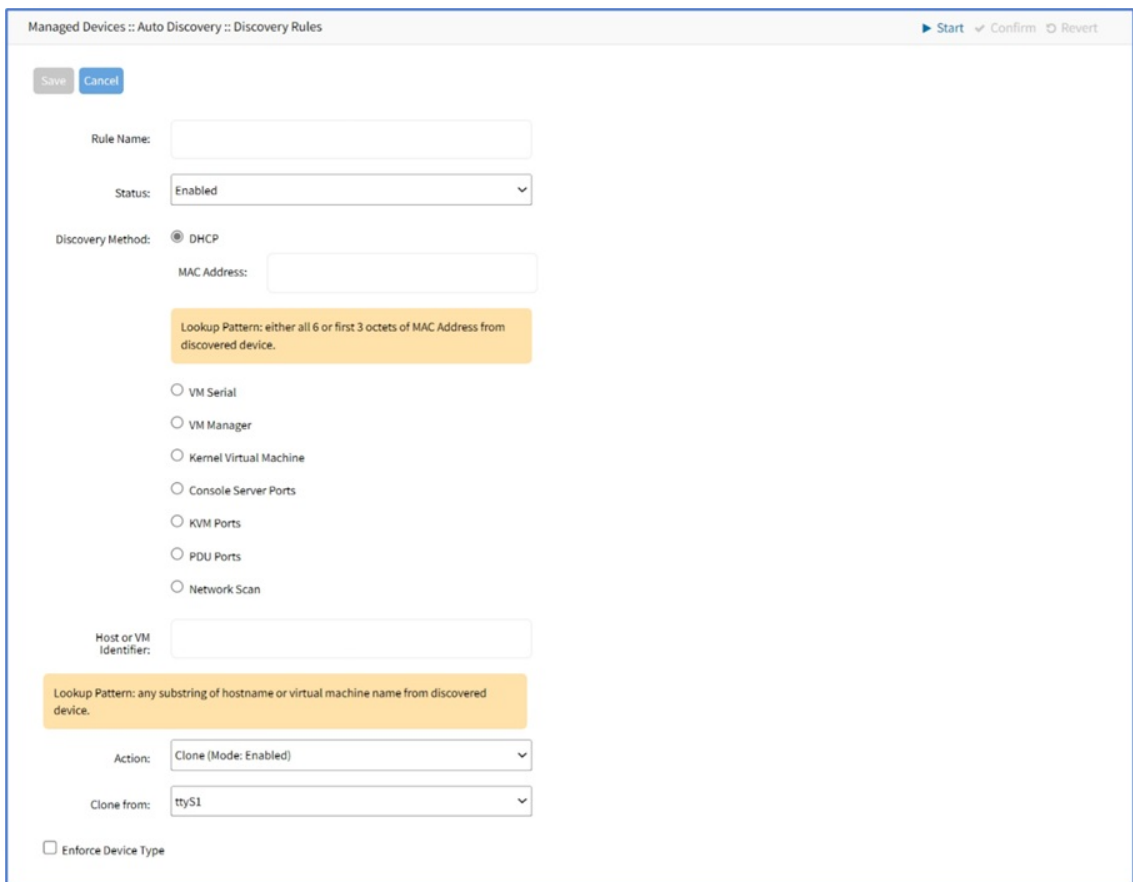 Managed Devices :: Auto Discovery :: Discovery Rules
Start Confirm Revert
Save Cancel
Rule Name:
Status: Enabled
Discovery Method: DHCP
MAC Address:
Lookup Pattern: either all 6 or first 3 octets of MAC Address from
discovered device.
VM Serial
VM Manager
Kernel Virtual Machine
Console Server Ports
KVM Ports
PDU Ports
Network Scan
Host or VM
Identifier:
Lookup Pattern: any substring of hostname or virtual machine name from discovered
device.
Action: Clone (Mode: Enabled)
Clone from: ttyS1
Enforce Device Type